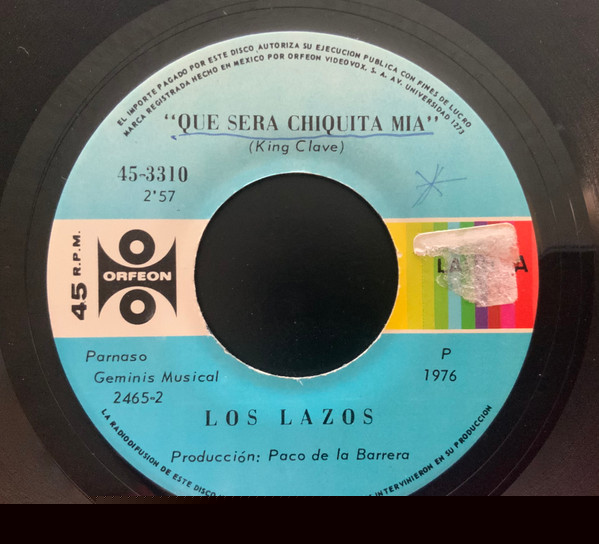 EL IMPORTE PAGADO POR ESTE DISCO AUTORIZA SU EJECUCION PUBLICA CON FINES DE LUCRO
MARCA REGISTRADA HECHO EN MEXICO POR ORFEON VIDEOVOX, S. A. AV. UNIVERSIDAD 1273
"QUE SERA CHIQUITA MIA"
(King Clave)
45-3310
2'57
45 R.P.M.
ORFEON
Parnaso
Geminis Musical
2465-2
P
1976
LOS LAZOS
Producción: Paco de la Barrera
LA RADIODIFUSION DE ESTE DISCO
INTERVINIERON EN SU PRODUCCION